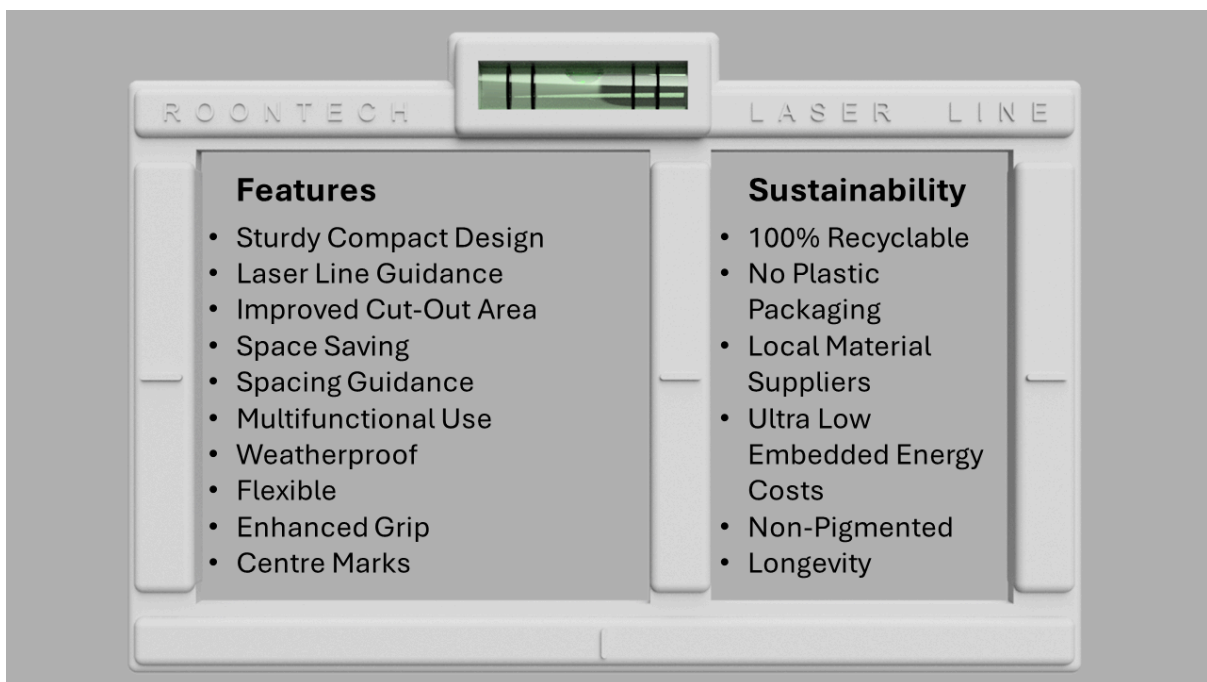 ROONTECH LASER LINE
Features
• Sturdy Compact Design
• Laser Line Guidance
• Improved Cut-Out Area
• Space Saving
• Spacing Guidance
• Multifunctional Use
• Weatherproof
• Flexible
• Enhanced Grip
• Centre Marks
Sustainability
• 100% Recyclable
• No Plastic
Packaging
• Local Material
Suppliers
• Ultra Low
Embedded Energy
Costs
• Non-Pigmented
• Longevity